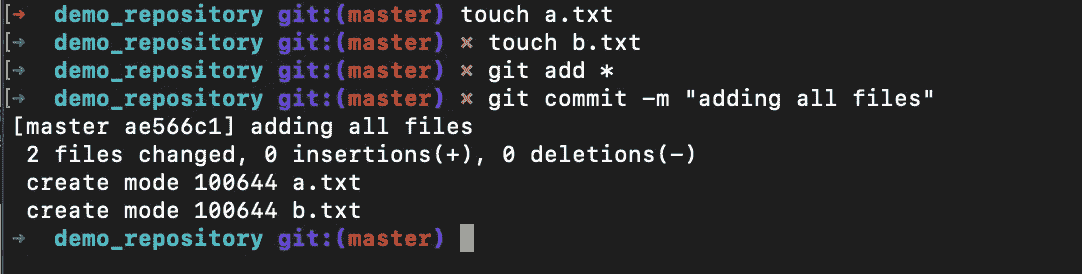 [→ demo_repository git:(master) touch a.txt
[→ demo_repository git:(master) ✗ touch b.txt
[→ demo_repository git:(master) ✗ git add *
[→ demo_repository git:(master) ✗ git commit -m "adding all files"
[master ae566c1] adding all files
 2 files changed, 0 insertions(+), 0 deletions(-)
 create mode 100644 a.txt
 create mode 100644 b.txt
→ demo_repository git:(master)